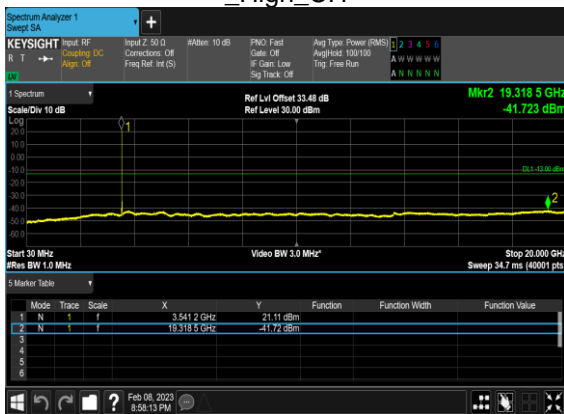 _High_CH
Spectrum Analyzer 1
Swept SA
+
KEYSIGHT Input: RF Input Z: 50 Ω #Atten: 10 dB PNO: Fast Avg Type: Power (RMS) 1 2 3 4 5 6
R T Coupling: DC Corrections: Off Gate: Off Avg|Hold: 100/100 A W W W W W
Align: Off Freq Ref: Int (S) IF Gain: Low Trig: Free Run
LW Sig Track: Off A N N N N N
1 Spectrum Ref Lvl Offset 33.48 dB Mkr2 19.318 5 GHz
Scale/Div 10 dB Ref Level 30.00 dBm -41.723 dBm
Log
20.0 1
10.0
0.00
-10.0 DL1 -13.00 dBm
-20.0
-30.0
-40.0 2
-50.0
-60.0
Start 30 MHz Video BW 3.0 MHz* Stop 20.000 GHz
#Res BW 1.0 MHz Sweep 34.7 ms (40001 pts)
5 Marker Table
Mode Trace Scale X Y Function Function Width Function Value
1 N 1 f 3.541 2 GHz 21.11 dBm
2 N 1 f 19.318 5 GHz -41.72 dBm
3
4
5
6
? Feb 08, 2023
8:58:13 PM